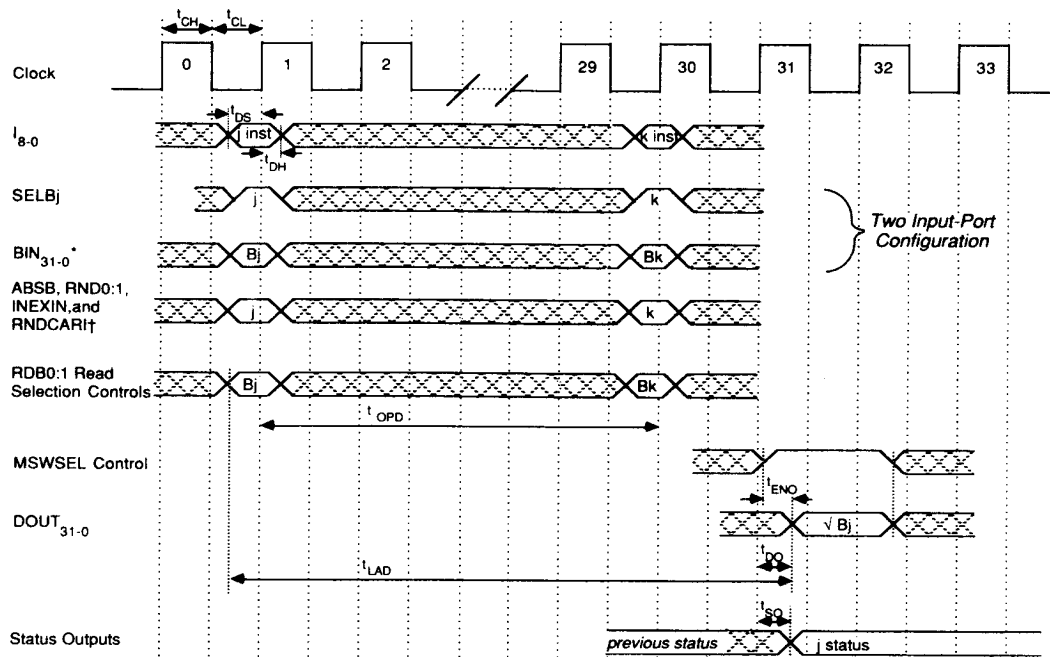 tCH tCL
Clock
0 1 2 29 30 31 32 33
tDS
I8-0
j inst k inst
tDH
SELBj
j k
Two Input-Port
Configuration
BIN31-0*
Bj Bk
ABSB, RND0:1,
INEXIN,and
RNDCARI†
j k
RDB0:1 Read
Selection Controls
Bj Bk
tOPD
MSWSEL Control
tENO
DOUT31-0
√ Bj
tDO
tLAD
tSO
Status Outputs
previous status j status